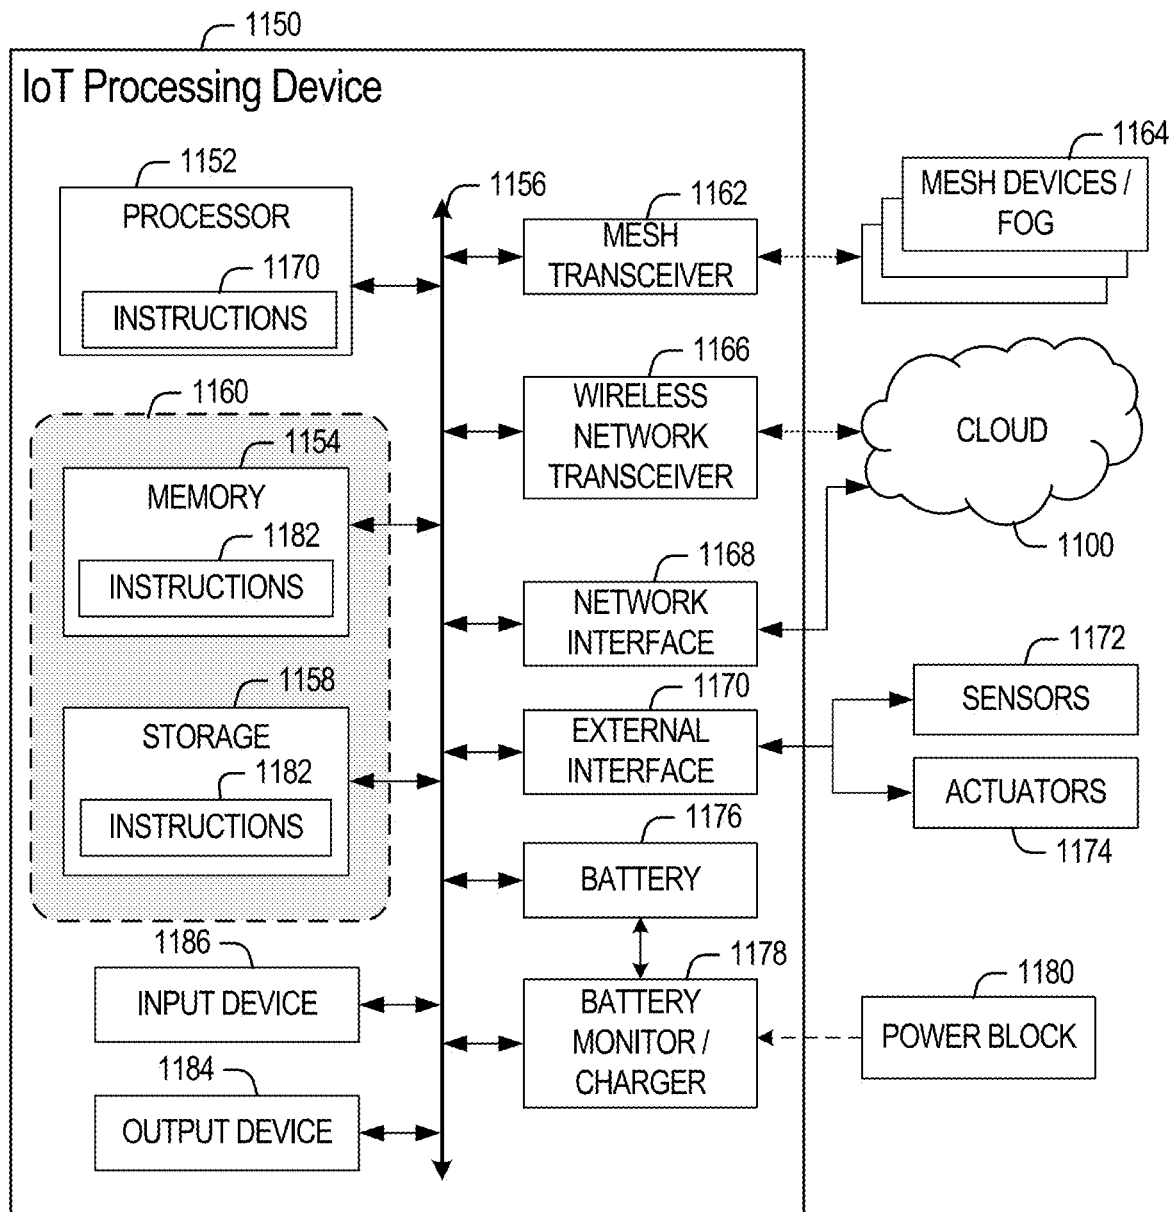 1150
IoT Processing Device
1152
PROCESSOR
1170
INSTRUCTIONS
1160
1154
MEMORY
1182
INSTRUCTIONS
1158
STORAGE
1182
INSTRUCTIONS
1186
INPUT DEVICE
1184
OUTPUT DEVICE
1156
1162
MESH
TRANSCEIVER
1166
WIRELESS
NETWORK
TRANSCEIVER
1168
NETWORK
INTERFACE
1170
EXTERNAL
INTERFACE
1176
BATTERY
1178
BATTERY
MONITOR /
CHARGER
1164
MESH DEVICES /
FOG
CLOUD
1100
1172
SENSORS
ACTUATORS
1174
1180
POWER BLOCK